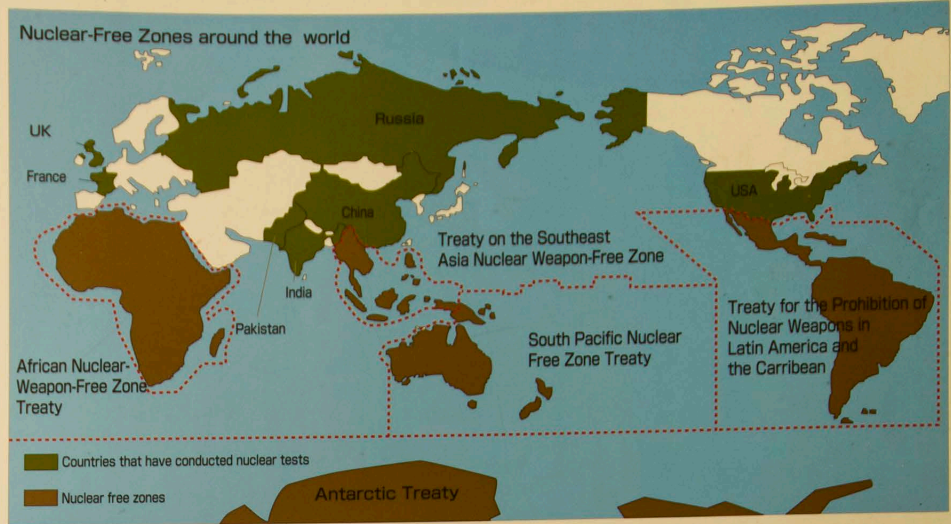 Nuclear-Free Zones around the world
UK
France
Russia
China
India
Pakistan
USA
Treaty on the Southeast
Asia Nuclear Weapon-Free Zone
South Pacific Nuclear
Free Zone Treaty
Treaty for the Prohibition of
Nuclear Weapons in
Latin America and
the Carribean
African Nuclear-
Weapon-Free Zone
Treaty
Countries that have conducted nuclear tests
Nuclear free zones
Antarctic Treaty